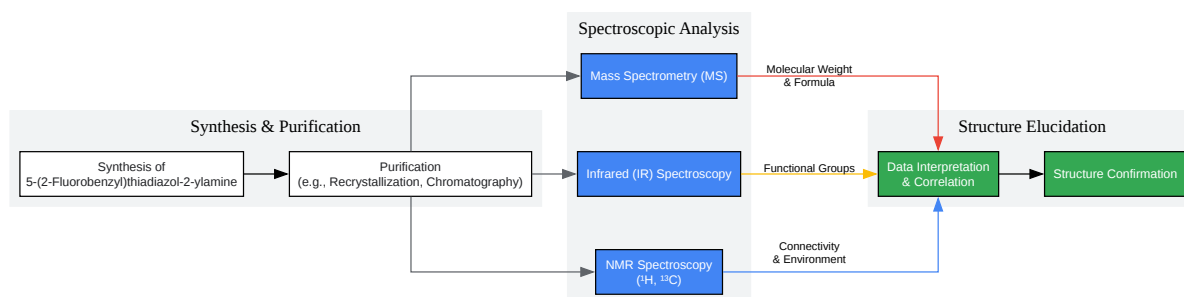 Spectroscopic Analysis
Mass Spectrometry (MS)
Molecular Weight
& Formula
Synthesis & Purification
Structure Elucidation
Synthesis of
5-(2-Fluorobenzyl)thiadiazol-2-ylamine
Purification
(e.g., Recrystallization, Chromatography)
Infrared (IR) Spectroscopy
Functional Groups
Data Interpretation
& Correlation
Structure Confirmation
NMR Spectroscopy
(¹H, ¹³C)
Connectivity
& Environment